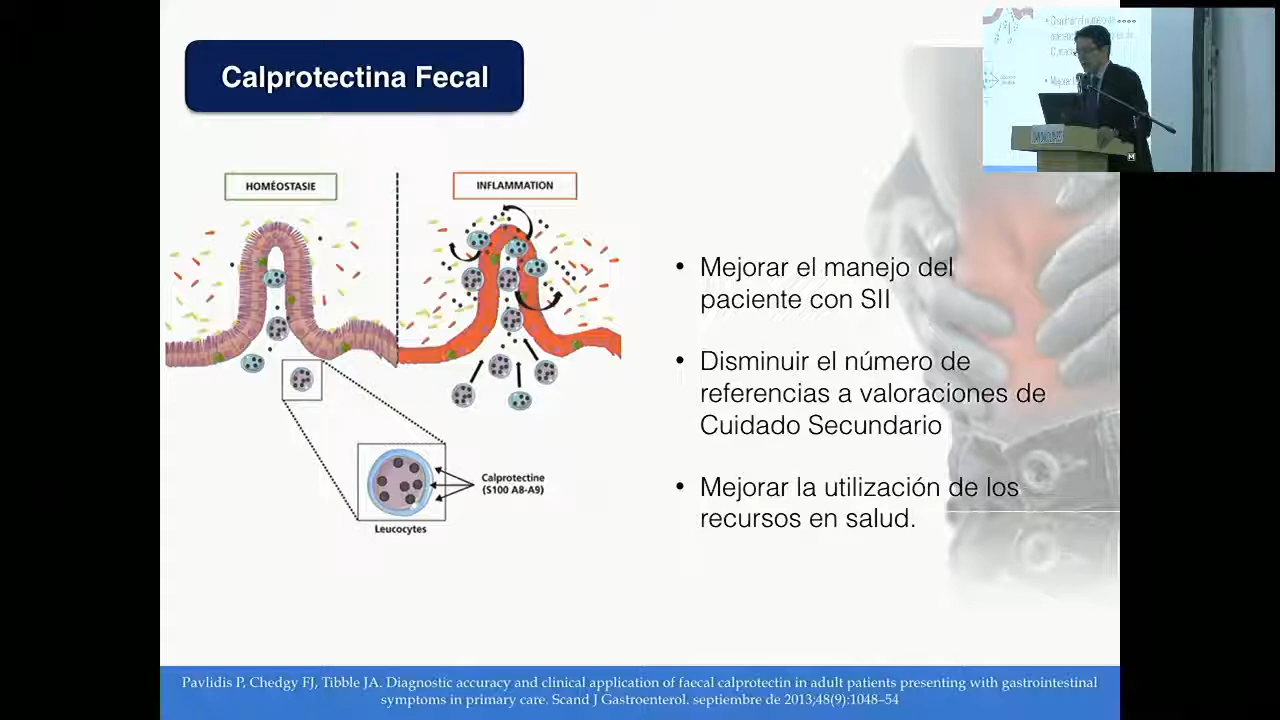 Calprotectina Fecal
HOMÉOSTASIE
INFLAMMATION
Calprotectine
(S100 A8-A9)
Leucocytes
• Mejorar el manejo del
paciente con SII
• Disminuir el número de
referencias a valoraciones de
Cuidado Secundario
• Mejorar la utilización de los
recursos en salud.
Pavlidis P, Chedgy FJ, Tibble JA. Diagnostic accuracy and clinical application of faecal calprotectin in adult patients presenting with gastrointestinal
symptoms in primary care. Scand J Gastroenterol. septiembre de 2013;48(9):1048–54